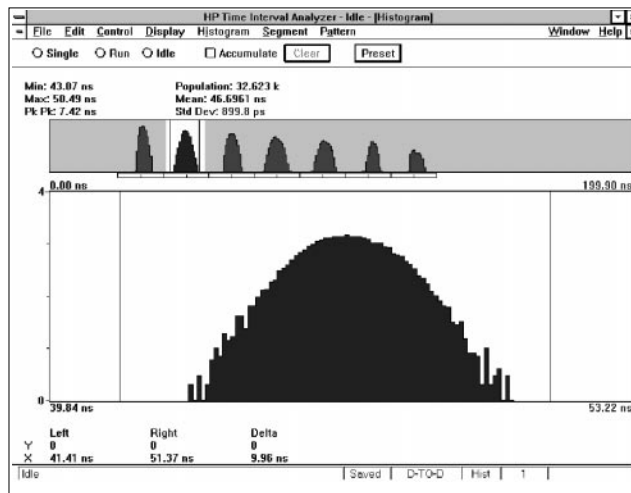 HP Time Interval Analyzer - Idle - [Histogram]
File Edit Control Display Histogram Segment Pattern Window Help
Single Run Idle Accumulate Clear Preset
Min: 43.07 ns Population: 32.623 k
Max: 50.49 ns Mean: 46.6961 ns
Pk Pk: 7.42 ns Std Dev: 899.8 ps
0.00 ns 199.90 ns
4
0
39.84 ns 53.22 ns
Left Right Delta
Y 0 0 0
X 41.41 ns 51.37 ns 9.96 ns
Idle Saved D-TO-D Hist 1